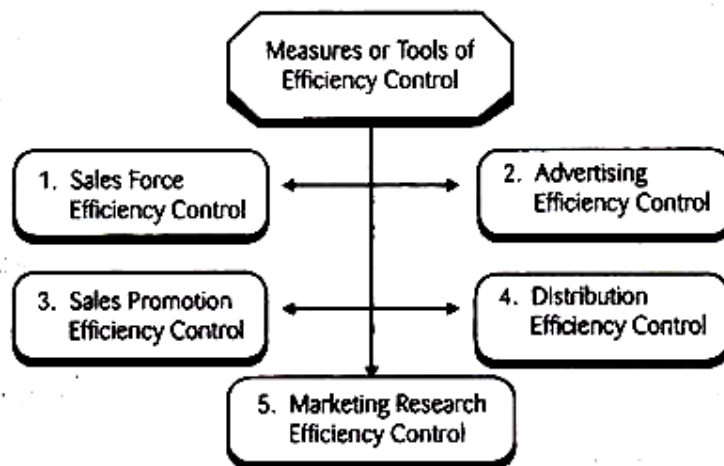 Measures or Tools of
Efficiency Control
1. Sales Force
Efficiency Control
2. Advertising
Efficiency Control
3. Sales Promotion
Efficiency Control
4. Distribution
Efficiency Control
5. Marketing Research
Efficiency Control